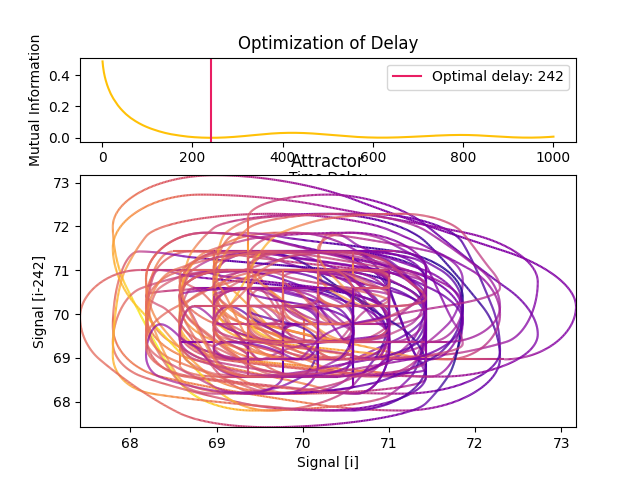 Optimization of Delay
Mutual Information
0.4
0.2
0.0
Optimal delay: 242
0 200 400 600 800 1000
Time Delay
Attractor
Signal [i-242]
73
72
71
70
69
68
68 69 70 71 72 73
Signal [i]